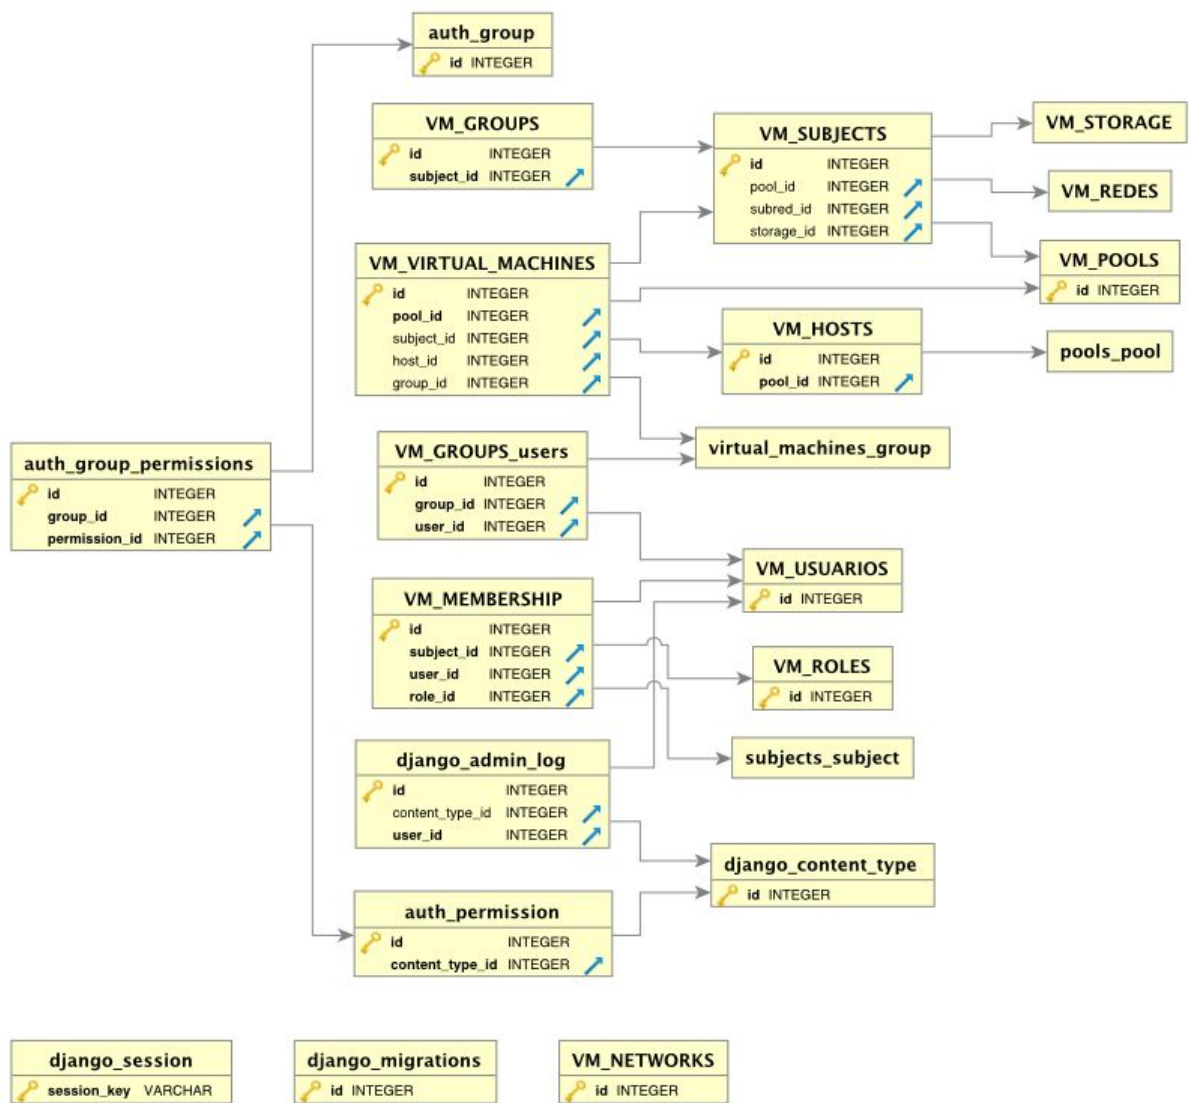 auth_group
id INTEGER
VM_GROUPS
id INTEGER
subject_id INTEGER
VM_SUBJECTS
id INTEGER
pool_id INTEGER
subred_id INTEGER
storage_id INTEGER
VM_STORAGE
VM_REDES
VM_POOLS
id INTEGER
VM_VIRTUAL_MACHINES
id INTEGER
pool_id INTEGER
subject_id INTEGER
host_id INTEGER
group_id INTEGER
VM_HOSTS
id INTEGER
pool_id INTEGER
pools_pool
auth_group_permissions
id INTEGER
group_id INTEGER
permission_id INTEGER
VM_GROUPS_users
id INTEGER
group_id INTEGER
user_id INTEGER
virtual_machines_group
VM_USUARIOS
id INTEGER
VM_MEMBERSHIP
id INTEGER
subject_id INTEGER
user_id INTEGER
role_id INTEGER
VM_ROLES
id INTEGER
subjects_subject
django_admin_log
id INTEGER
content_type_id INTEGER
user_id INTEGER
django_content_type
id INTEGER
auth_permission
id INTEGER
content_type_id INTEGER
django_session
session_key VARCHAR
django_migrations
id INTEGER
VM_NETWORKS
id INTEGER